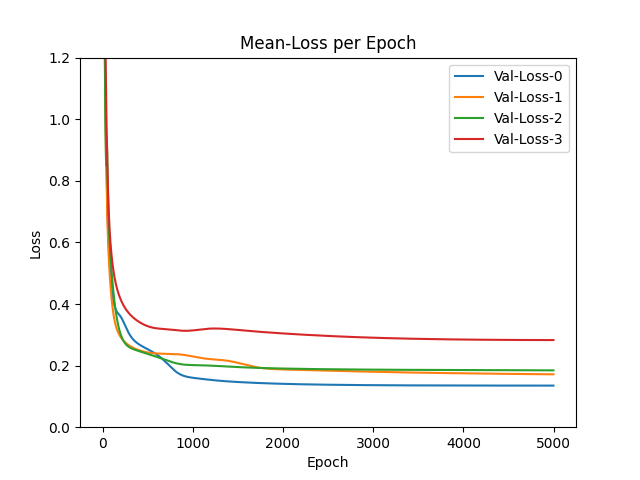 Mean-Loss per Epoch
Val-Loss-0
Val-Loss-1
Val-Loss-2
Val-Loss-3
Loss
1.2
1.0
0.8
0.6
0.4
0.2
0.0
0 1000 2000 3000 4000 5000
Epoch